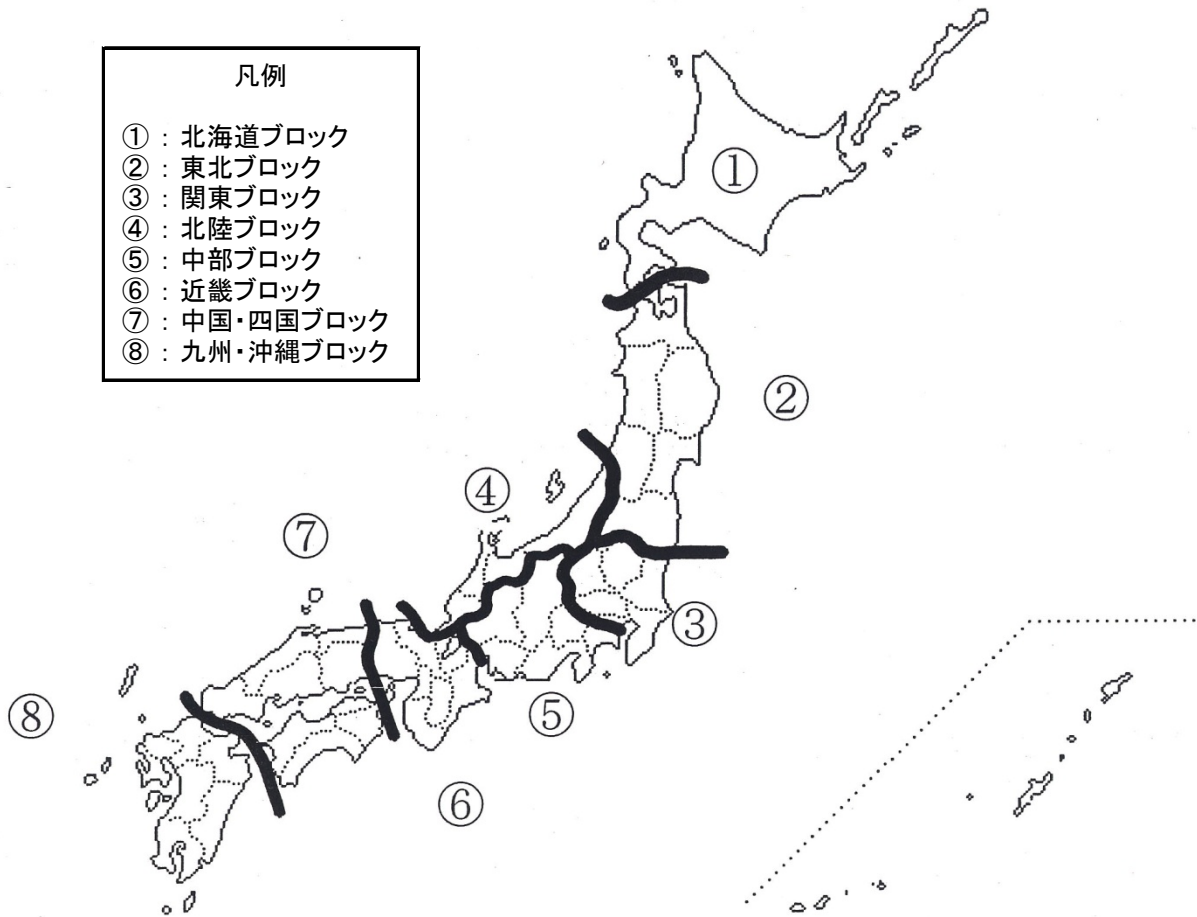 凡例
① : 北海道ブロック
② : 東北ブロック
③ : 関東ブロック
④ : 北陸ブロック
⑤ : 中部ブロック
⑥ : 近畿ブロック
⑦ : 中国・四国ブロック
⑧ : 九州・沖縄ブロック
①
②
④
⑦
③
⑤
⑧
⑥